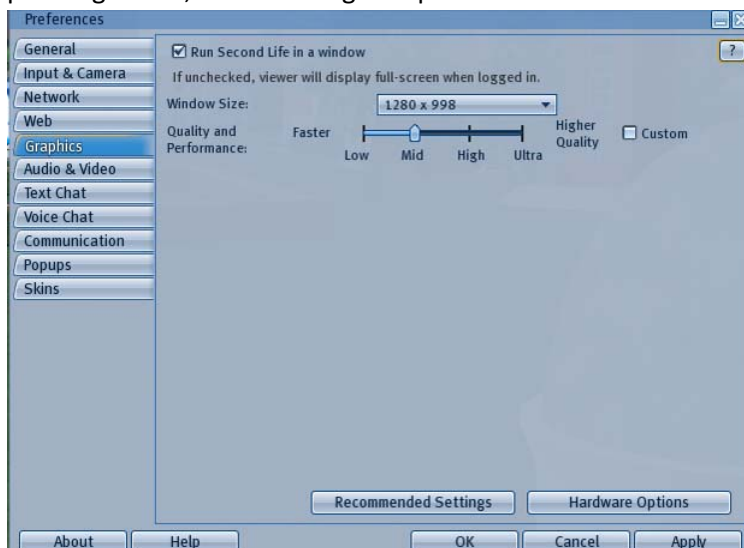 Preferences
General
Input & Camera
Network
Web
Graphics
Audio & Video
Text Chat
Voice Chat
Communication
Popups
Skins
Run Second Life in a window
?
If unchecked, viewer will display full-screen when logged in.
Window Size: 1280 x 998
Quality and Performance:
Faster
Low Mid High Ultra
Higher Quality
Custom
Recommended Settings Hardware Options
About Help OK Cancel Apply